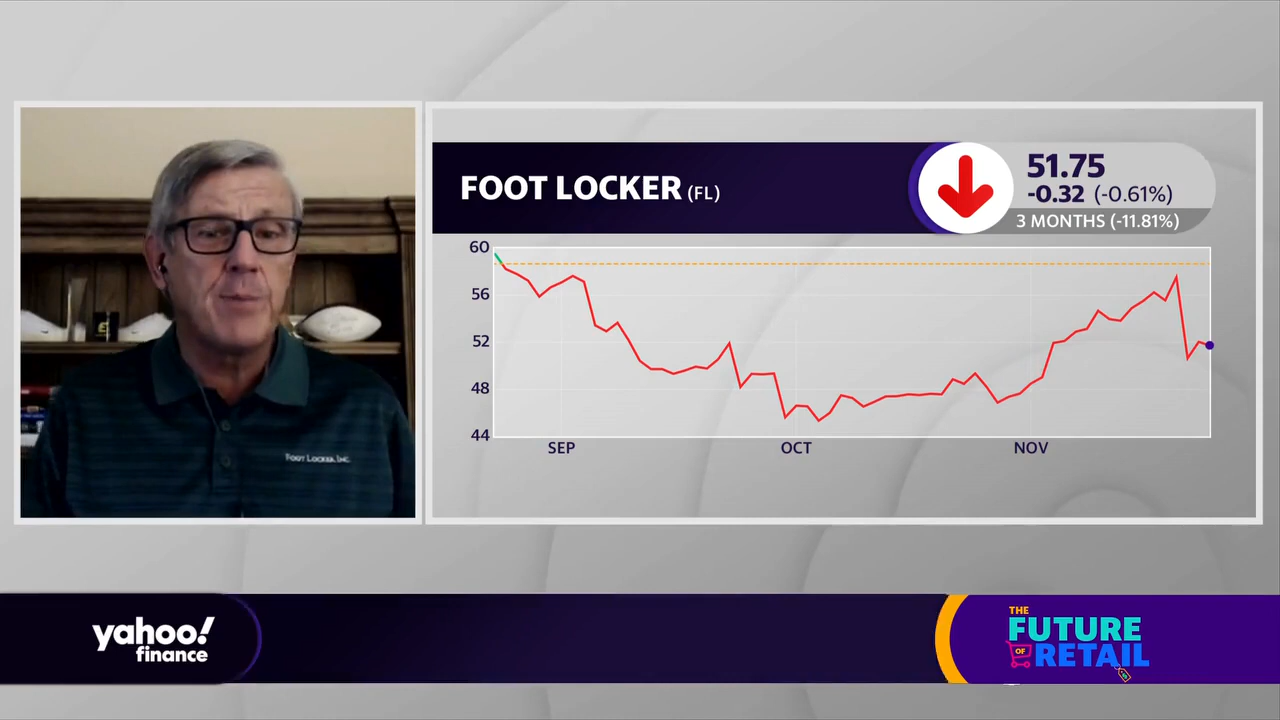 FOOT LOCKER (FL)
51.75
-0.32 (-0.61%)
3 MONTHS (-11.81%)
60
56
52
48
44
SEP OCT NOV
FOOT LOCKER, INC.
yahoo!
finance
THE
FUTURE
OF
RETAIL